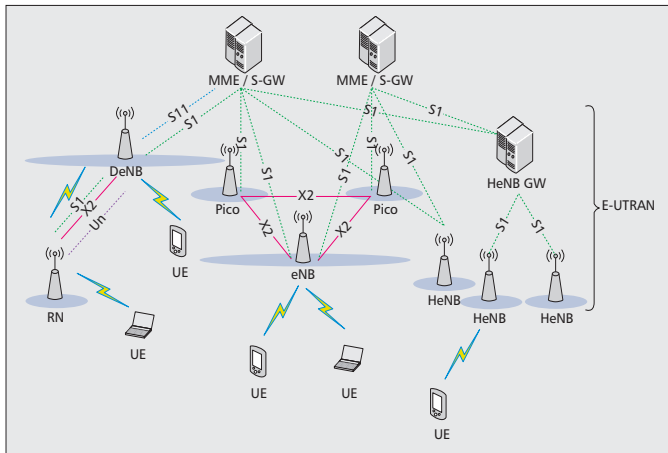 MME / S-GW
MME / S-GW
S11
S1
S1
S1
DeNB
HeNB GW
S1
S1
S1
S1
S1
S1
S1
E-UTRAN
Pico
X2
Pico
S1
X2
Un
X2
X2
S1
S1
UE
eNB
HeNB
RN
HeNB
HeNB
UE
UE
UE
UE